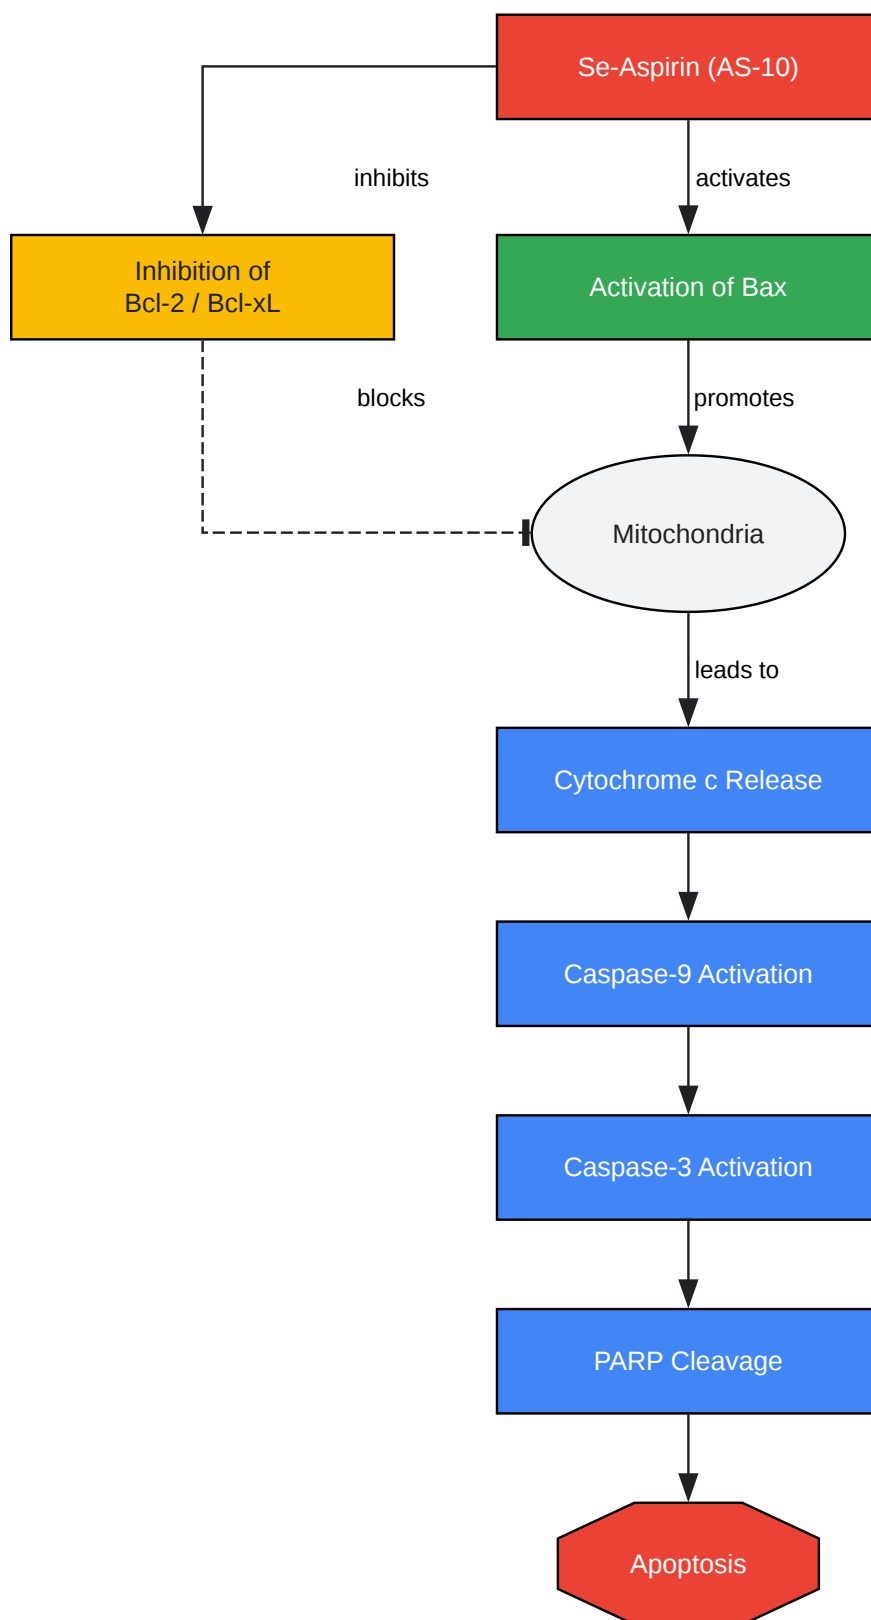 Se-Aspirin (AS-10)
inhibits
activates
Inhibition of
Bcl-2 / Bcl-xL
Activation of Bax
blocks
promotes
Mitochondria
leads to
Cytochrome c Release
Caspase-9 Activation
Caspase-3 Activation
PARP Cleavage
Apoptosis